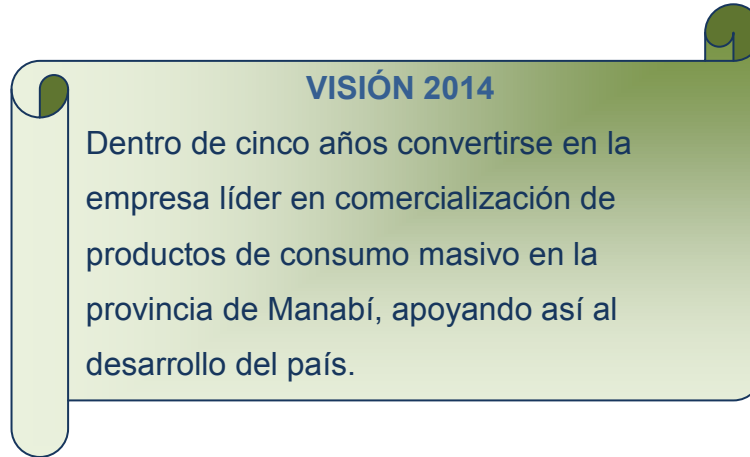 VISIÓN 2014
Dentro de cinco años convertirse en la
empresa líder en comercialización de
productos de consumo masivo en la
provincia de Manabí, apoyando así al
desarrollo del país.